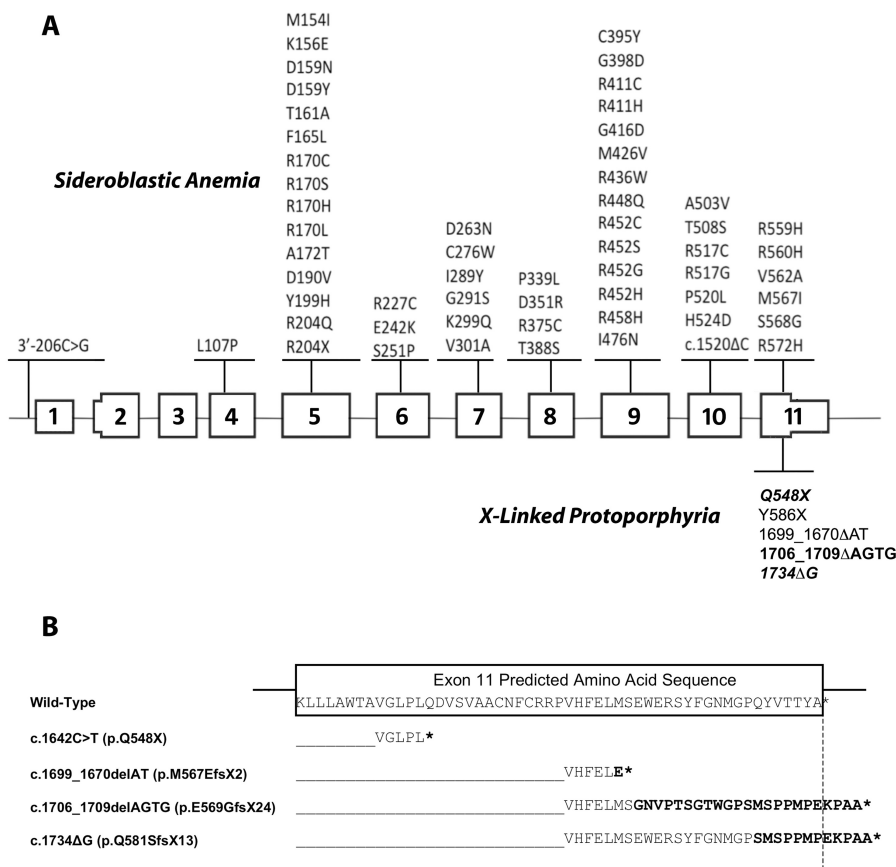 A
Sideroblastic Anemia
3’-206C>G
L107P
M154I
K156E
D159N
D159Y
T161A
F165L
R170C
R170S
R170H
R170L
A172T
D190V
Y199H
R204Q
R204X
R227C
E242K
S251P
D263N
C276W
I289Y
G291S
K299Q
V301A
P339L
D351R
R375C
T388S
C395Y
G398D
R411C
R411H
G416D
M426V
R436W
R448Q
R452C
R452S
R452G
R452H
R458H
I476N
A503V
T508S
R517C
R517G
P520L
H524D
c.1520ΔC
R559H
R560H
V562A
M567I
S568G
R572H
1 2 3 4 5 6 7 8 9 10 11
X-Linked Protoporphyria
Q548X
Y586X
1699_1670ΔAT
1706_1709ΔAGTG
1734ΔG
B
Exon 11 Predicted Amino Acid Sequence
Wild-Type KLLLAWTAVGLPLQDVSVAACNFCRRPVHFELMSEWERSYFGNMGPQYVTTYA*
c.1642C>T (p.Q548X) ________VGLPL*
c.1699_1670delAT (p.M567EfsX2) ___________________________VHFELE*
c.1706_1709delAGTG (p.E569GfsX24) ___________________________VHFELMSGNVPTSGTWGPSMSPPMPEKPAA*
c.1734ΔG (p.Q581SfsX13) ___________________________VHFELMSEWERSYFGNMGPSMSPPMPEKPAA*